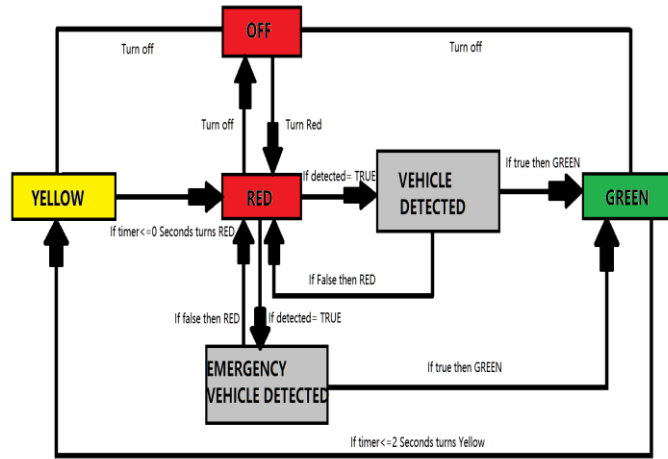 OFF
Turn off
Turn off
Turn off
Turn Red
If detected= TRUE
VEHICLE
DETECTED
If true then GREEN
YELLOW
RED
GREEN
If timer<=0 Seconds turns RED
If False then RED
If false then RED
If detected= TRUE
EMERGENCY
VEHICLE DETECTED
If true then GREEN
If timer<=2 Seconds turns Yellow